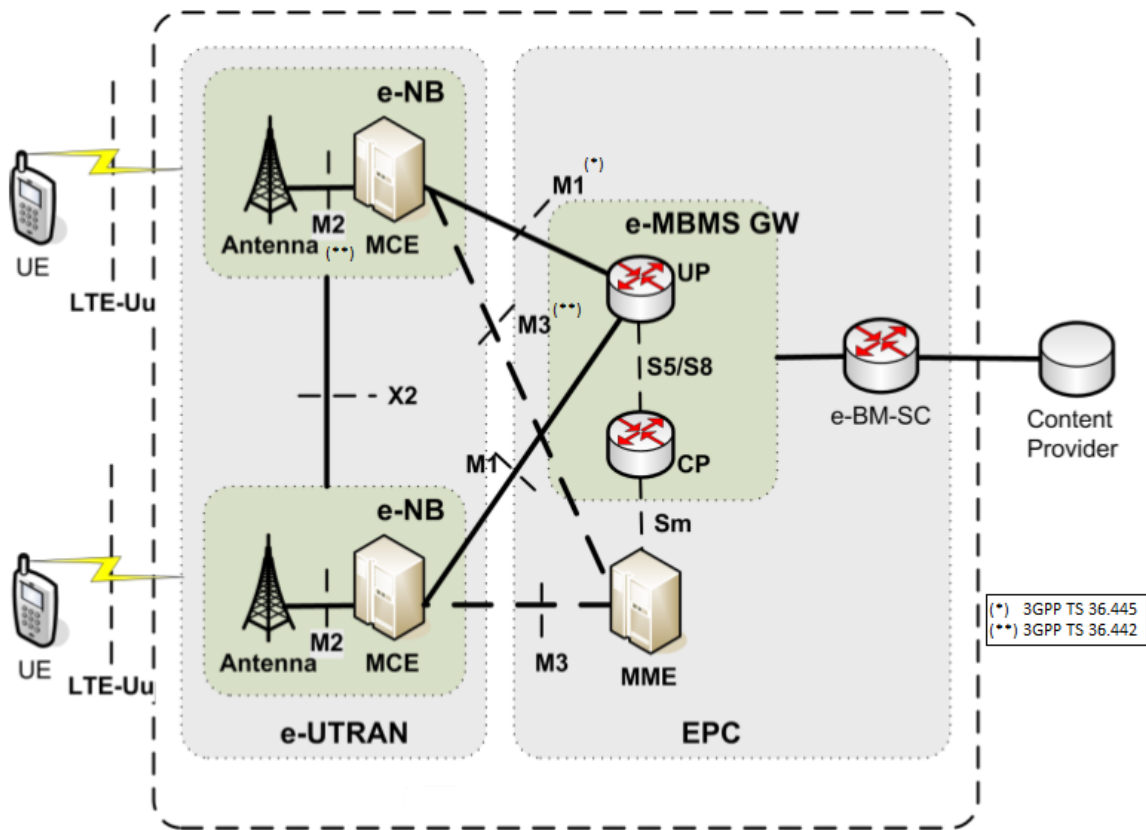 e-NB
M1 (*)
e-MBMS GW
M2 (**)
Antenna
MCE
UP
UE
LTE-Uu
M3 (**)
S5/S8
X2
e-BM-SC
Content
Provider
M1
CP
e-NB
Sm
M2
Antenna
MCE
M3
MME
UE
LTE-Uu
(*) 3GPP TS 36.445
(**) 3GPP TS 36.442
e-UTRAN
EPC